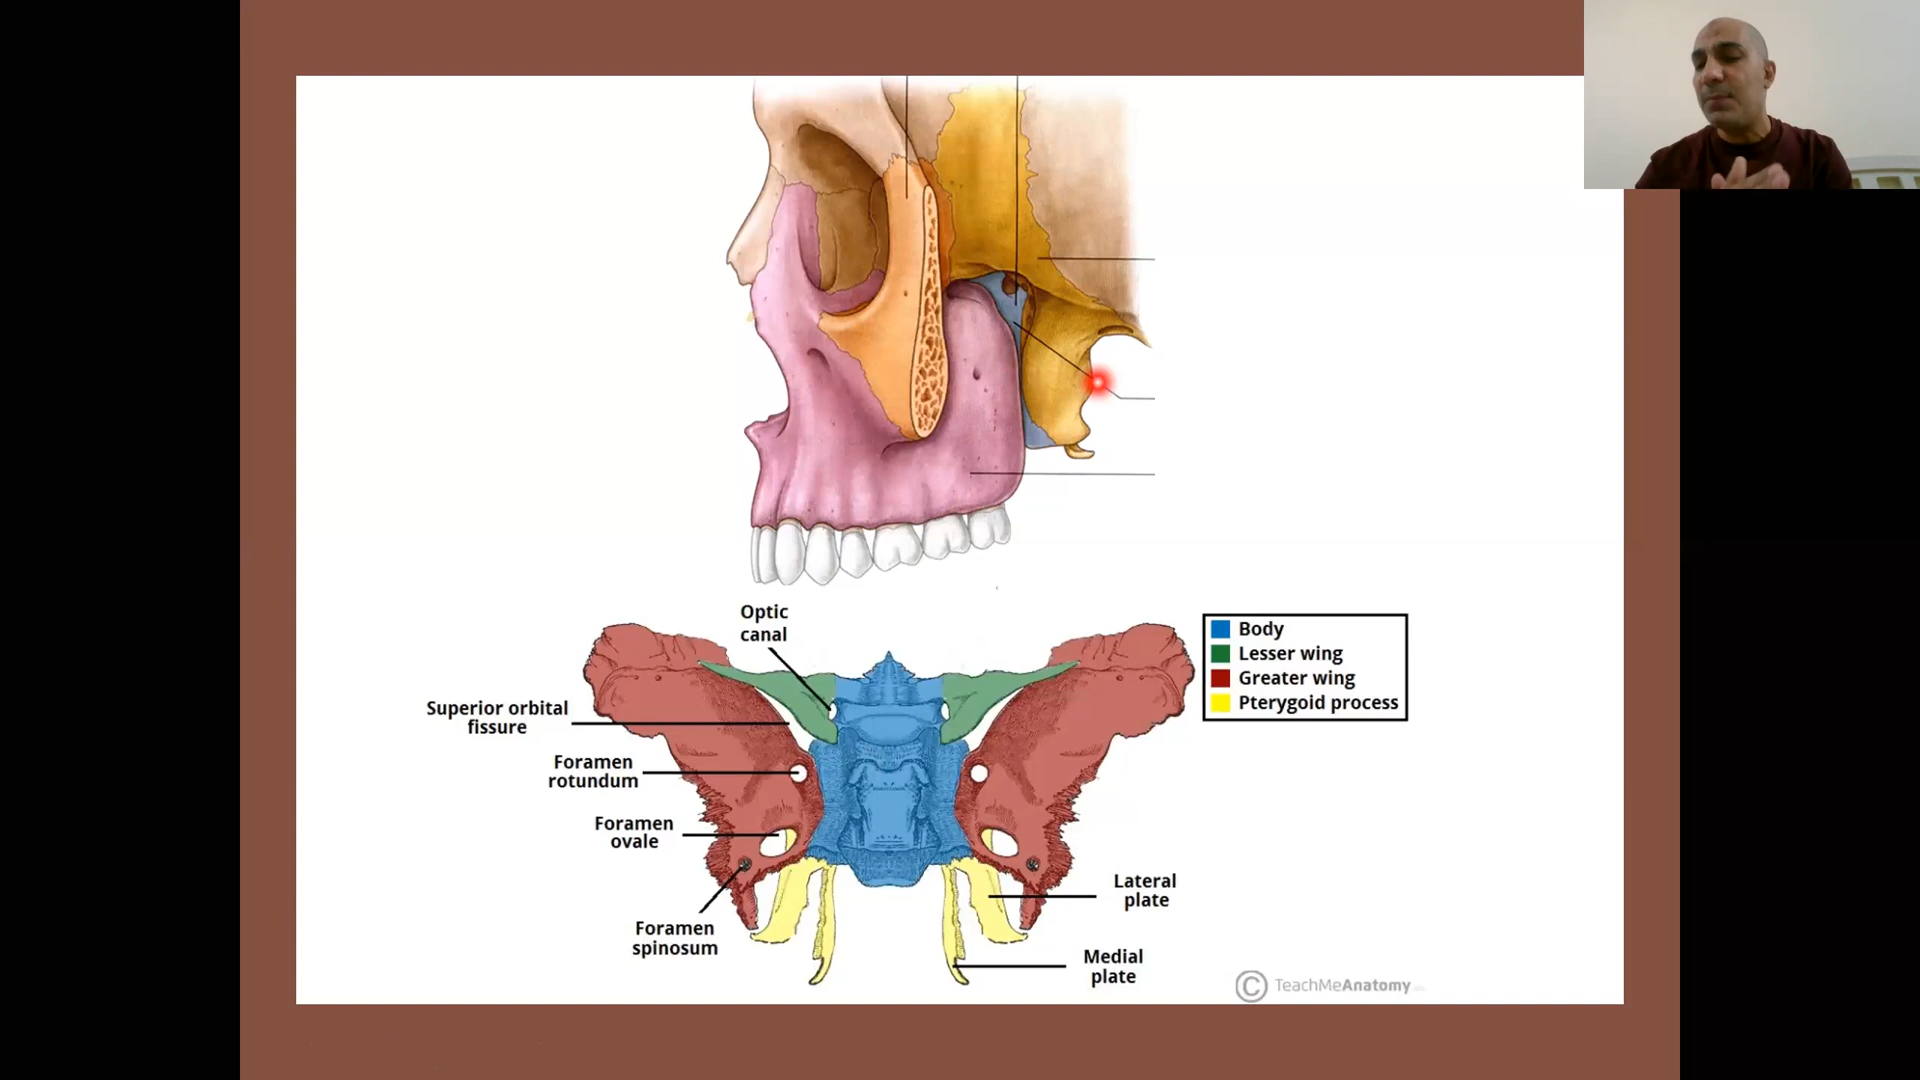 Optic
canal
Superior orbital
fissure
Foramen
rotundum
Foramen
ovale
Foramen
spinosum
Body
Lesser wing
Greater wing
Pterygoid process
Lateral
plate
Medial
plate
© TeachMeAnatomy